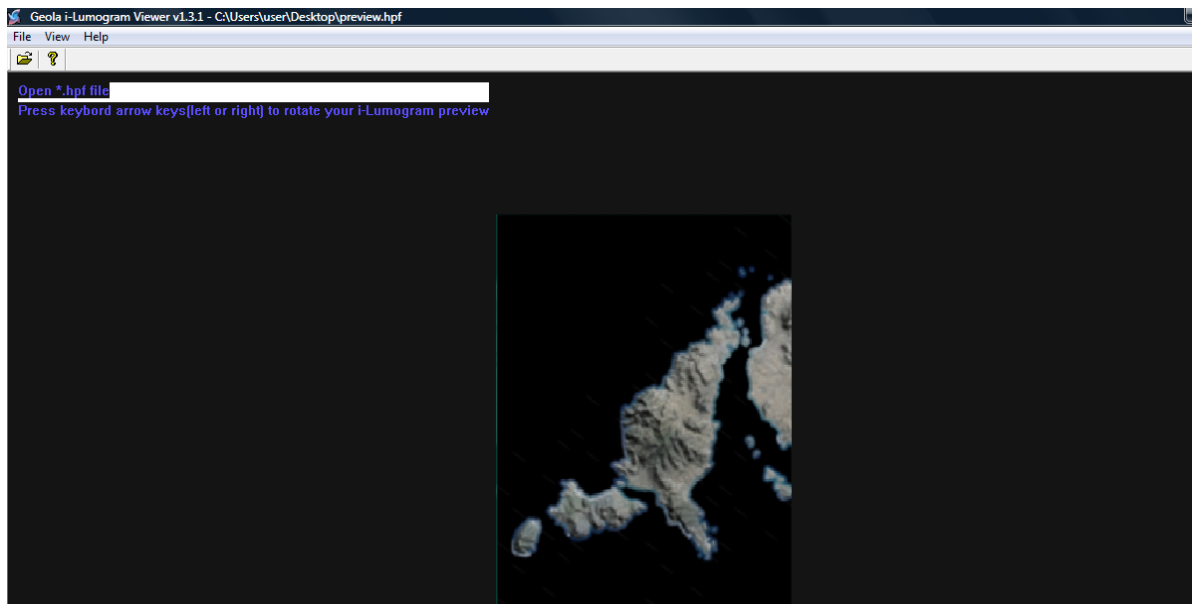 Geola i-Lumogram Viewer v1.3.1 - C:\Users\user\Desktop\preview.hpf
File View Help
Open *.hpf file
Press keybord arrow keys(left or right) to rotate your i-Lumogram preview